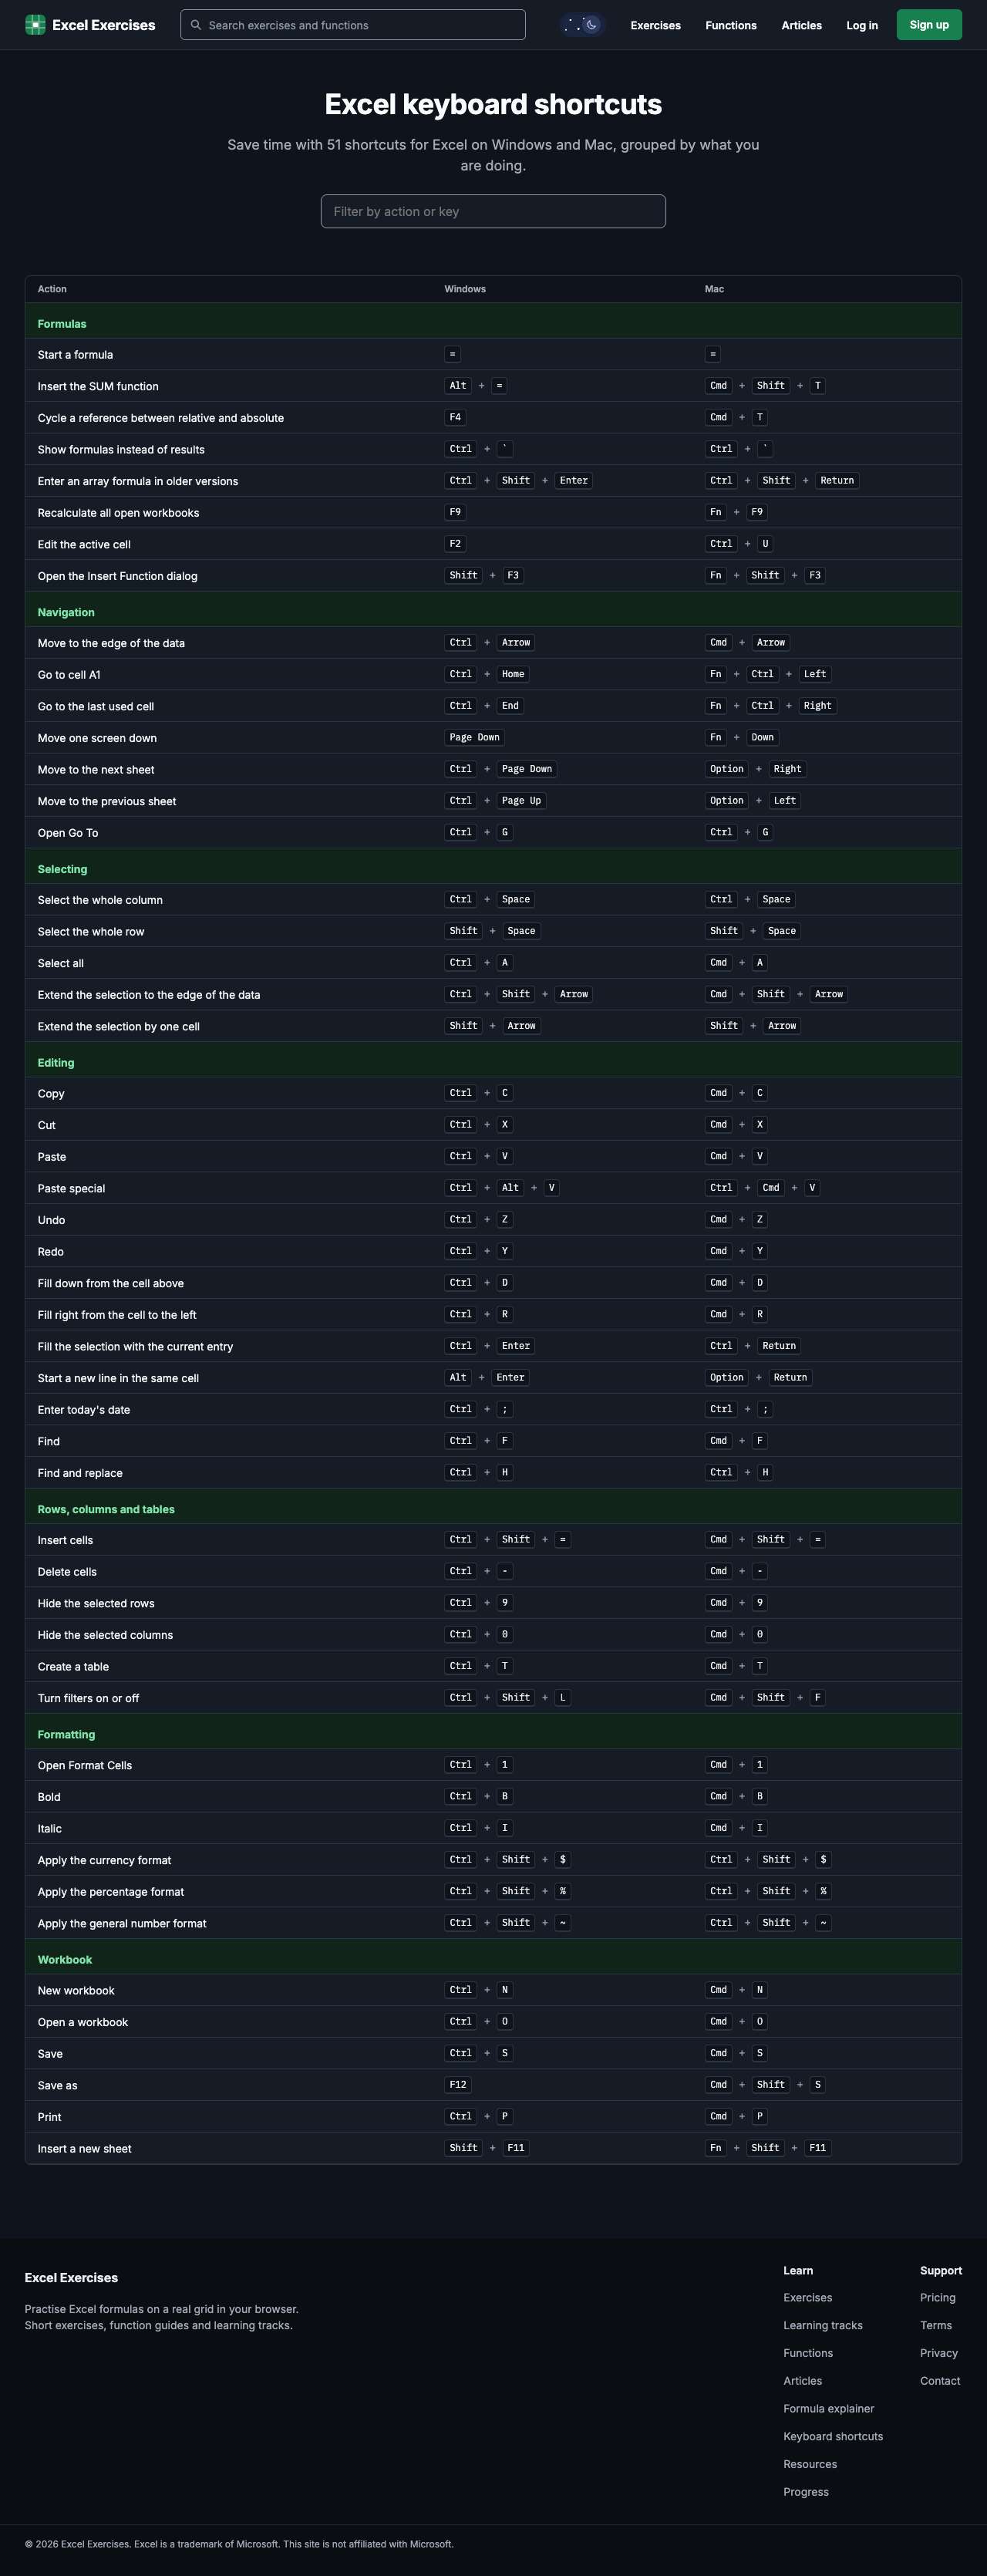 Excel Exercises
Search exercises and functions
Exercises
Functions
Articles
Log in
Sign up
Excel keyboard shortcuts
Save time with 51 shortcuts for Excel on Windows and Mac, grouped by what you
are doing.
Filter by action or key
Action Windows Mac
Formulas
Start a formula = =
Insert the SUM function Alt + = Cmd + Shift + T
Cycle a reference between relative and absolute F4 Cmd + T
Show formulas instead of results Ctrl + ` Ctrl + `
Enter an array formula in older versions Ctrl + Shift + Enter Ctrl + Shift + Return
Recalculate all open workbooks F9 Fn + F9
Edit the active cell F2 Ctrl + U
Open the Insert Function dialog Shift + F3 Fn + Shift + F3
Navigation
Move to the edge of the data Ctrl + Arrow Cmd + Arrow
Go to cell A1 Ctrl + Home Fn + Ctrl + Left
Go to the last used cell Ctrl + End Fn + Ctrl + Right
Move one screen down Page Down Fn + Down
Move to the next sheet Ctrl + Page Down Option + Right
Move to the previous sheet Ctrl + Page Up Option + Left
Open Go To Ctrl + G Ctrl + G
Selecting
Select the whole column Ctrl + Space Ctrl + Space
Select the whole row Shift + Space Shift + Space
Select all Ctrl + A Cmd + A
Extend the selection to the edge of the data Ctrl + Shift + Arrow Cmd + Shift + Arrow
Extend the selection by one cell Shift + Arrow Shift + Arrow
Editing
Copy Ctrl + C Cmd + C
Cut Ctrl + X Cmd + X
Paste Ctrl + V Cmd + V
Paste special Ctrl + Alt + V Ctrl + Cmd + V
Undo Ctrl + Z Cmd + Z
Redo Ctrl + Y Cmd + Y
Fill down from the cell above Ctrl + D Cmd + D
Fill right from the cell to the left Ctrl + R Cmd + R
Fill the selection with the current entry Ctrl + Enter Ctrl + Return
Start a new line in the same cell Alt + Enter Option + Return
Enter today's date Ctrl + ; Ctrl + ;
Find Ctrl + F Cmd + F
Find and replace Ctrl + H Ctrl + H
Rows, columns and tables
Insert cells Ctrl + Shift + = Cmd + Shift + =
Delete cells Ctrl + - Cmd + -
Hide the selected rows Ctrl + 9 Cmd + 9
Hide the selected columns Ctrl + 0 Cmd + 0
Create a table Ctrl + T Cmd + T
Turn filters on or off Ctrl + Shift + L Cmd + Shift + F
Formatting
Open Format Cells Ctrl + 1 Cmd + 1
Bold Ctrl + B Cmd + B
Italic Ctrl + I Cmd + I
Apply the currency format Ctrl + Shift + $ Ctrl + Shift + $
Apply the percentage format Ctrl + Shift + % Ctrl + Shift + %
Apply the general number format Ctrl + Shift + ~ Ctrl + Shift + ~
Workbook
New workbook Ctrl + N Cmd + N
Open a workbook Ctrl + O Cmd + O
Save Ctrl + S Cmd + S
Save as F12 Cmd + Shift + S
Print Ctrl + P Cmd + P
Insert a new sheet Shift + F11 Fn + Shift + F11
Excel Exercises
Practise Excel formulas on a real grid in your browser.
Short exercises, function guides and learning tracks.
Learn
Exercises
Learning tracks
Functions
Articles
Formula explainer
Keyboard shortcuts
Resources
Progress
Support
Pricing
Terms
Privacy
Contact
© 2026 Excel Exercises. Excel is a trademark of Microsoft. This site is not affiliated with Microsoft.